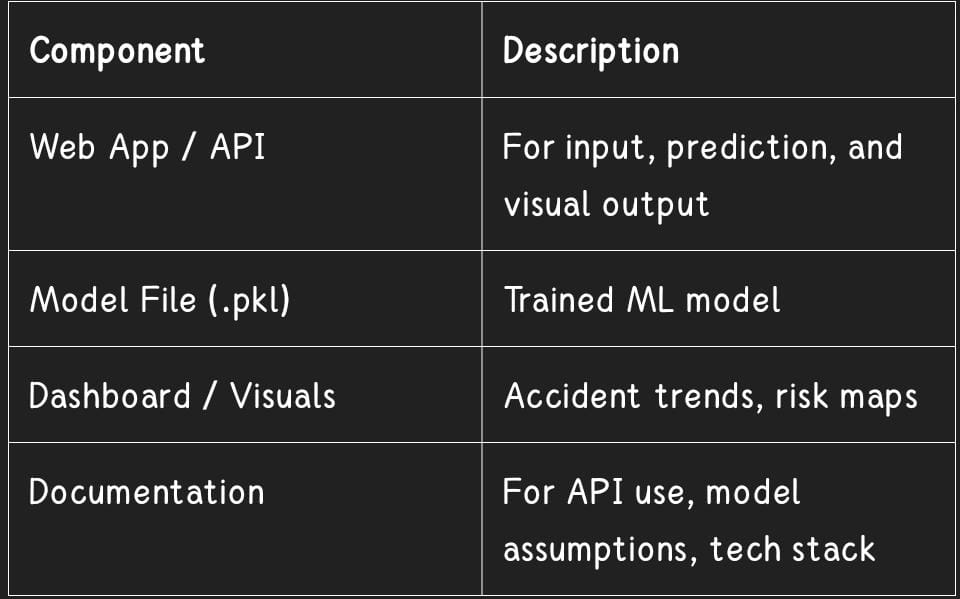 Component
Description
Web App / API
For input, prediction, and
visual output
Model File (.pkl)
Trained ML model
Dashboard / Visuals
Accident trends, risk maps
Documentation
For API use, model
assumptions, tech stack